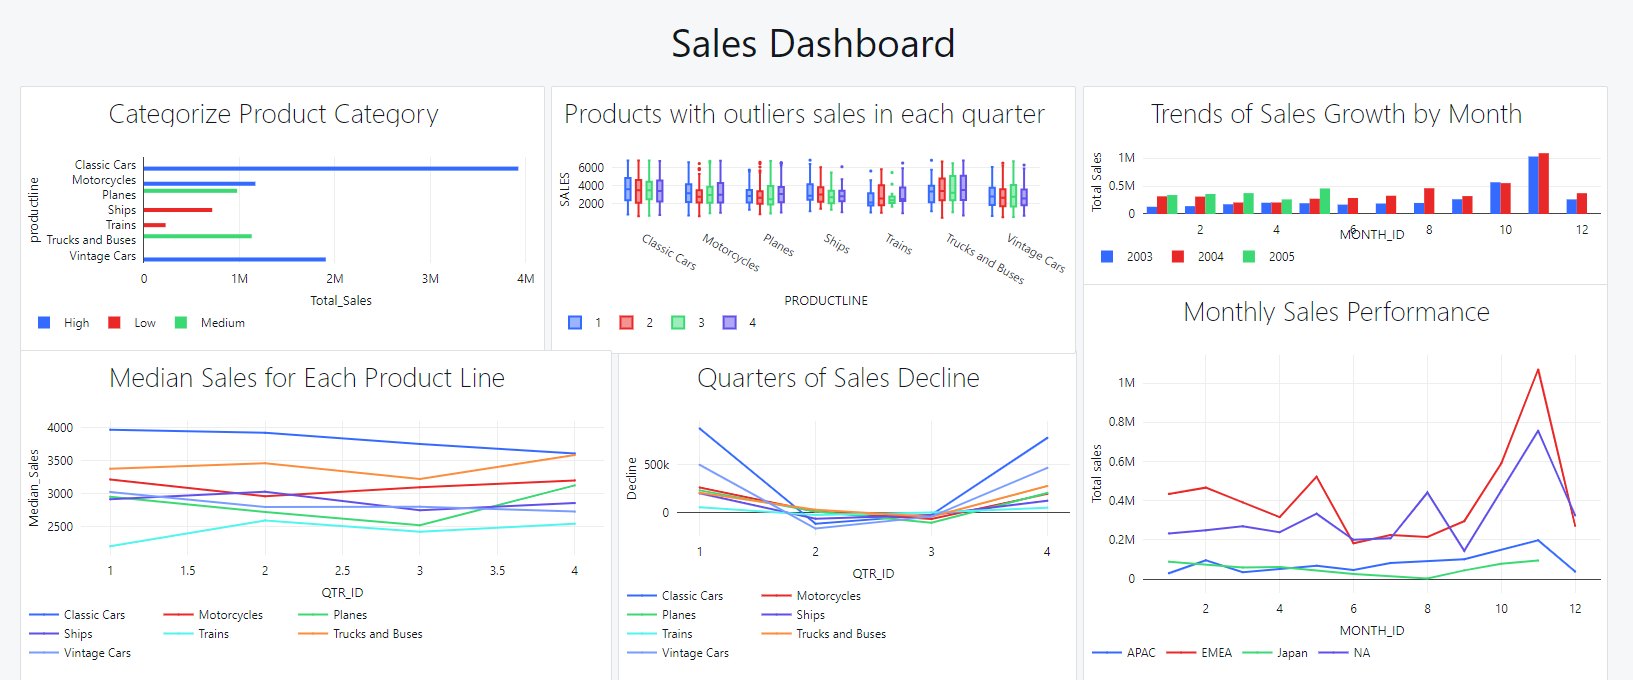 Sales Dashboard
Categorize Product Category
productline
Classic Cars
Motorcycles
Planes
Ships
Trains
Trucks and Buses
Vintage Cars
0 1M 2M 3M 4M
Total_Sales
High Low Medium
Products with outliers sales in each quarter
SALES
6000
4000
2000
Classic Cars Motorcycles Planes Ships Trains Trucks and Buses Vintage Cars
PRODUCTLINE
1 2 3 4
Trends of Sales Growth by Month
Total Sales
1M
0.5M
0
2 4 6 8 10 12
MONTH_ID
2003 2004 2005
Median Sales for Each Product Line
Median_Sales
4000
3500
3000
2500
1 1.5 2 2.5 3 3.5 4
QTR_ID
Classic Cars Motorcycles Planes
Ships Trains Trucks and Buses
Vintage Cars
Quarters of Sales Decline
Decline
500k
0
1 2 3 4
QTR_ID
Classic Cars Motorcycles
Planes Ships
Trains Trucks and Buses
Vintage Cars
Monthly Sales Performance
Total sales
1M
0.8M
0.6M
0.4M
0.2M
0
2 4 6 8 10 12
MONTH_ID
APAC EMEA Japan NA